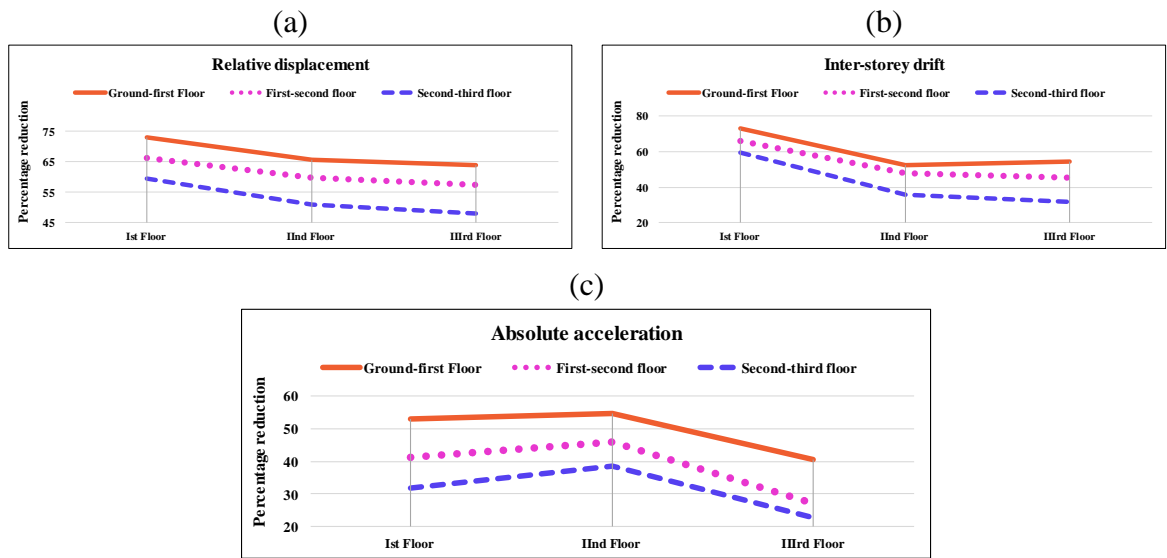 (a)
Relative displacement
Ground-first Floor First-second floor Second-third floor
Percentage reduction
75
65
55
45
Ist Floor IInd Floor IIIrd Floor
(b)
Inter-storey drift
Ground-first Floor First-second floor Second-third floor
Percentage reduction
80
60
40
20
Ist Floor IInd Floor IIIrd Floor
(c)
Absolute acceleration
Ground-first Floor First-second floor Second-third floor
Percentage reduction
60
50
40
30
20
Ist Floor IInd Floor IIIrd Floor